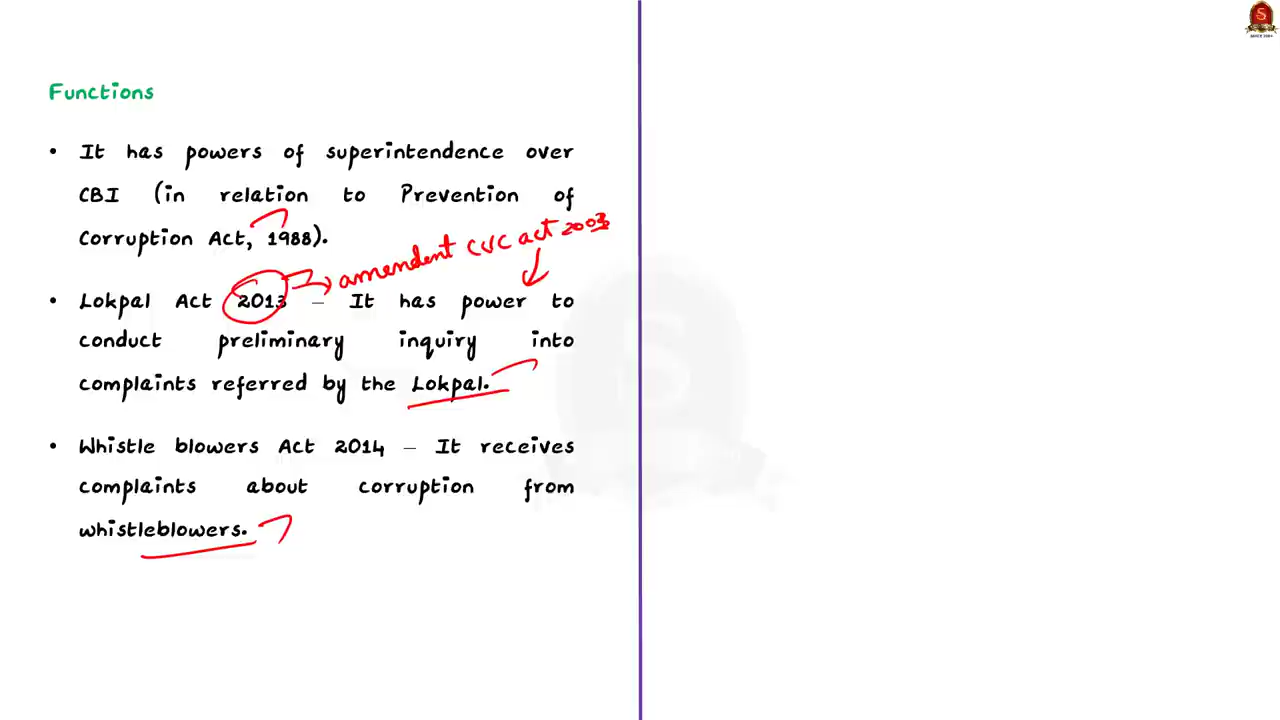 Functions
• It has powers of superintendence over
CBI (in relation to Prevention of
Corruption Act, 1988).
amendent CVC act 2003
• Lokpal Act 2013 – It has power to
conduct preliminary inquiry into
complaints referred by the Lokpal.
• Whistle blowers Act 2014 – It receives
complaints about corruption from
whistleblowers.